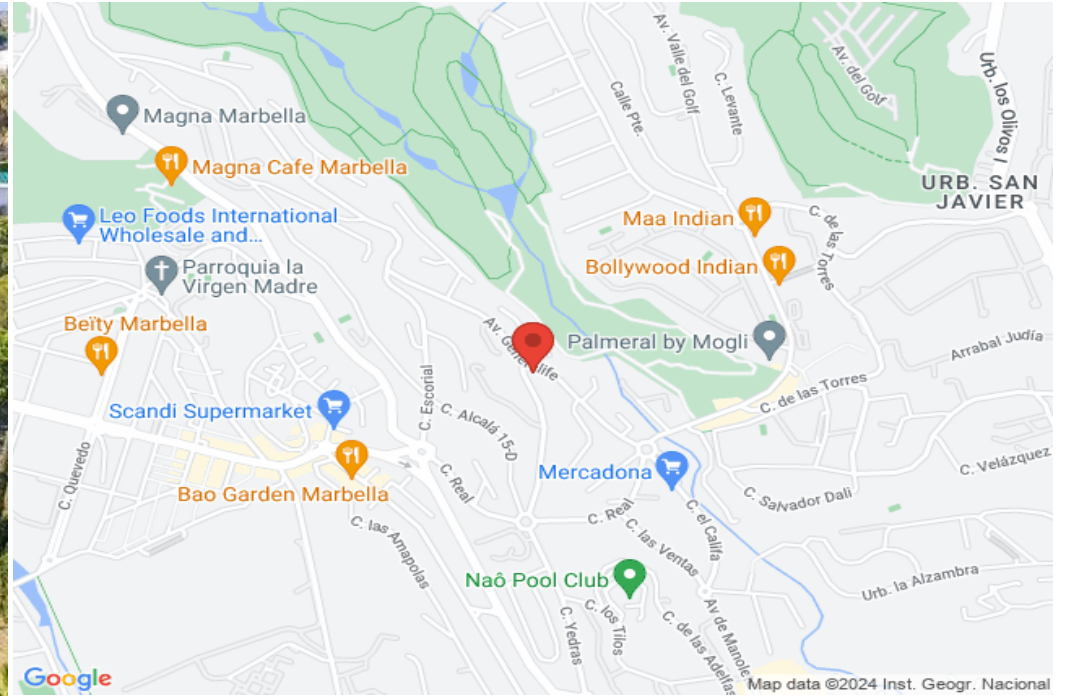 Av. Valle del Golf
C. Levante
Calle Pte.
Av. del Golf
Urb. los Olivos I
URB. SAN
JAVIER
Magna Marbella
Magna Cafe Marbella
Leo Foods International
Wholesale and...
Parroquia la
Virgen Madre
Maa Indian
C. de las Torres
Bollywood Indian
Beïty Marbella
Palmeral by Mogli
Arrabal Judía
C. Escorial
C. de las Torres
Scandi Supermarket
C. Alcalá 15-D
C. Quevedo
Bao Garden Marbella
C. Real
Mercadona
C. Velázquez
C. Salvador Dali
C. las Amapolas
C. Real
C. el Califa
C. las Ventas
Naô Pool Club
Urb. la Alzambra
C. Yedras
C. los Tilos
C. de las Adelfas
Av de Manole
Google
Map data ©2024 Inst. Geogr. Nacional